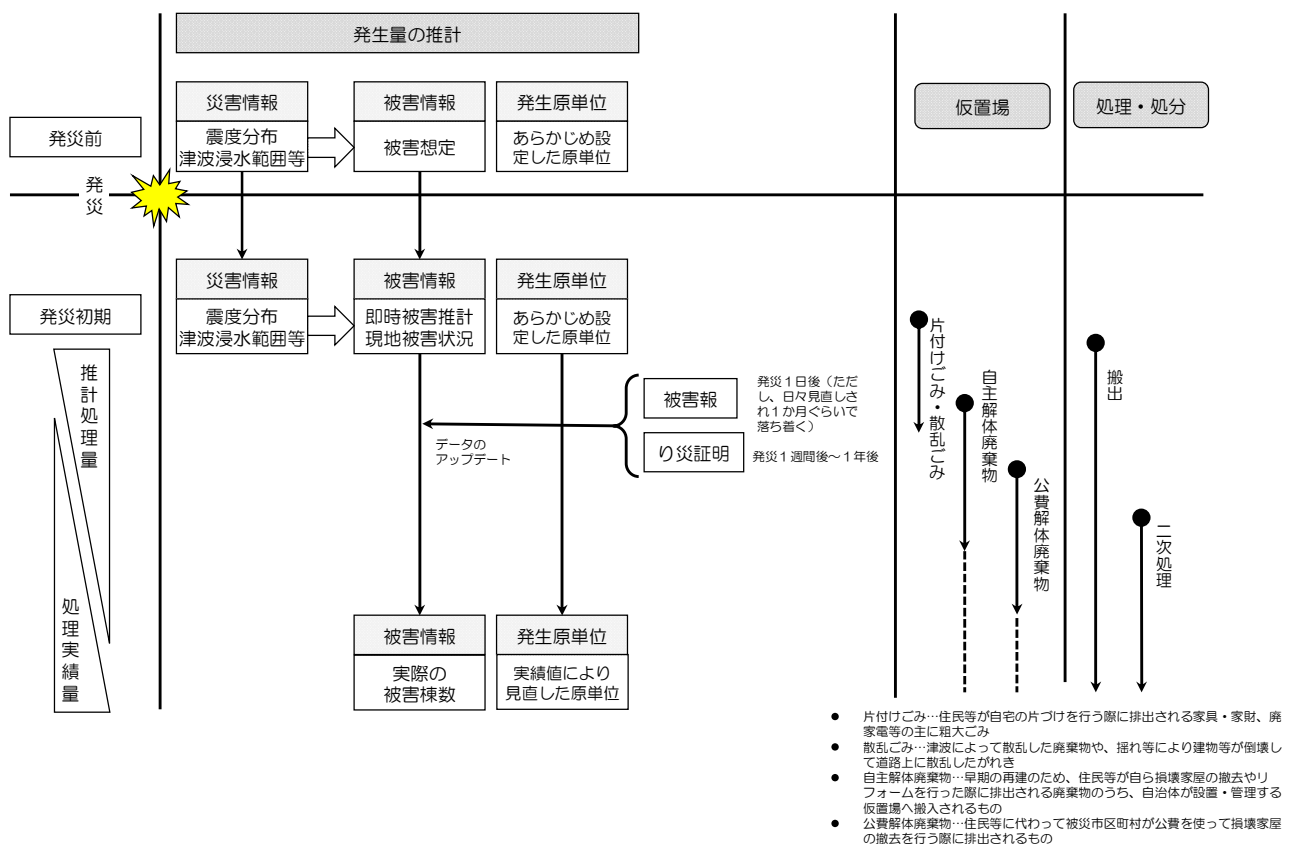 発生量の推計
仮置場
処理・処分
発災前
災害情報
震度分布
津波浸水範囲等
被害情報
被害想定
発生原単位
あらかじめ設
定した原単位
発災
発災初期
災害情報
震度分布
津波浸水範囲等
被害情報
即時被害推計
現地被害状況
発生原単位
あらかじめ設
定した原単位
推計処理量
処理実績量
データの
アップデート
被害報
発災1日後（ただ
し、日々見直しさ
れ1か月ぐらいで
落ち着く）
り災証明
発災1週間後～1年後
被害情報
実際の
被害棟数
発生原単位
実績値により
見直した原単位
片付けごみ・散乱ごみ
自主解体廃棄物
公費解体廃棄物
搬出
二次処理
● 片付けごみ…住民等が自宅の片づけを行う際に排出される家具・家財、廃
家電等の主に粗大ごみ
● 散乱ごみ…津波によって散乱した廃棄物や、揺れ等により建物等が倒壊し
て道路上に散乱したがれき
● 自主解体廃棄物…早期の再建のため、住民等が自ら損壊家屋の撤去やリ
フォームを行った際に排出される廃棄物のうち、自治体が設置・管理する
仮置場へ搬入されるもの
● 公費解体廃棄物…住民等に代わって被災市区町村が公費を使って損壊家屋
の撤去を行う際に排出されるもの